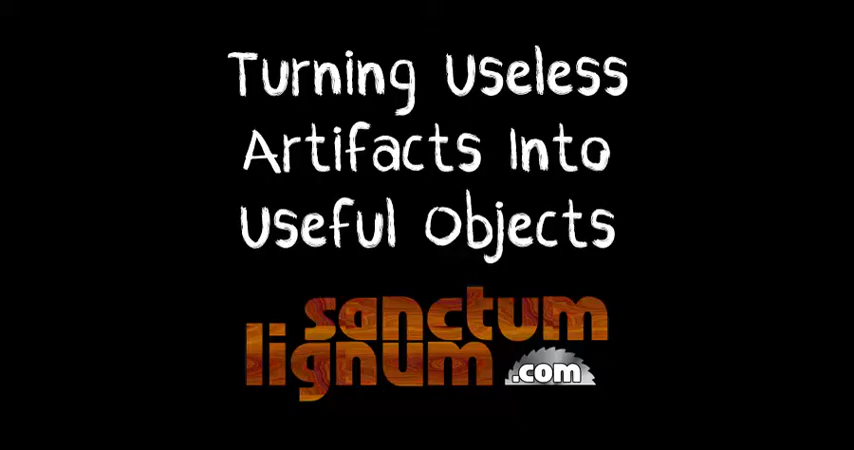 Turning Useless
Artifacts Into
Useful Objects
sanctum
lignum .com